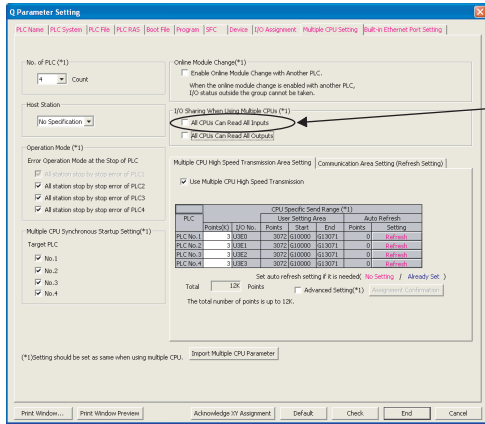 Q Parameter Setting
PLC Name PLC System PLC File PLC RAS Boot File Program SFC Device I/O Assignment Multiple CPU Setting Built-in Ethernet Port Setting
No. of PLC (*1)
4 Count
Host Station
No Specification
Operation Mode (*1)
Error Operation Mode at the Stop of PLC
All station stop by stop error of PLC1
All station stop by stop error of PLC2
All station stop by stop error of PLC3
All station stop by stop error of PLC4
Multiple CPU Synchronous Startup Setting(*1)
Target PLC
No.1
No.2
No.3
No.4
Online Module Change(*1)
Enable Online Module Change with Another PLC.
When the online module change is enabled with another PLC,
I/O status outside the group cannot be taken.
I/O Sharing When Using Multiple CPUs (*1)
All CPUs Can Read All Inputs
All CPUs Can Read All Outputs
Multiple CPU High Speed Transmission Area Setting Communication Area Setting (Refresh Setting)
Use Multiple CPU High Speed Transmission
CPU Specific Send Range (*1)
PLC User Setting Area Auto Refresh
Points(K) I/O No. Points Start End Points Setting
PLC No.1 3 U3E0 3072 G10000 G13071 0 Refresh
PLC No.2 3 U3E1 3072 G10000 G13071 0 Refresh
PLC No.3 3 U3E2 3072 G10000 G13071 0 Refresh
PLC No.4 3 U3E3 3072 G10000 G13071 0 Refresh
Set auto refresh setting if it is needed( No Setting / Already Set )
Total 12K Points Advanced Setting(*1) Assignment Confirmation
The total number of points is up to 12K.
(*1)Setting should be set as same when using multiple CPU. Import Multiple CPU Parameter
Print Window... Print Window Preview Acknowledge XY Assignment Default Check End Cancel